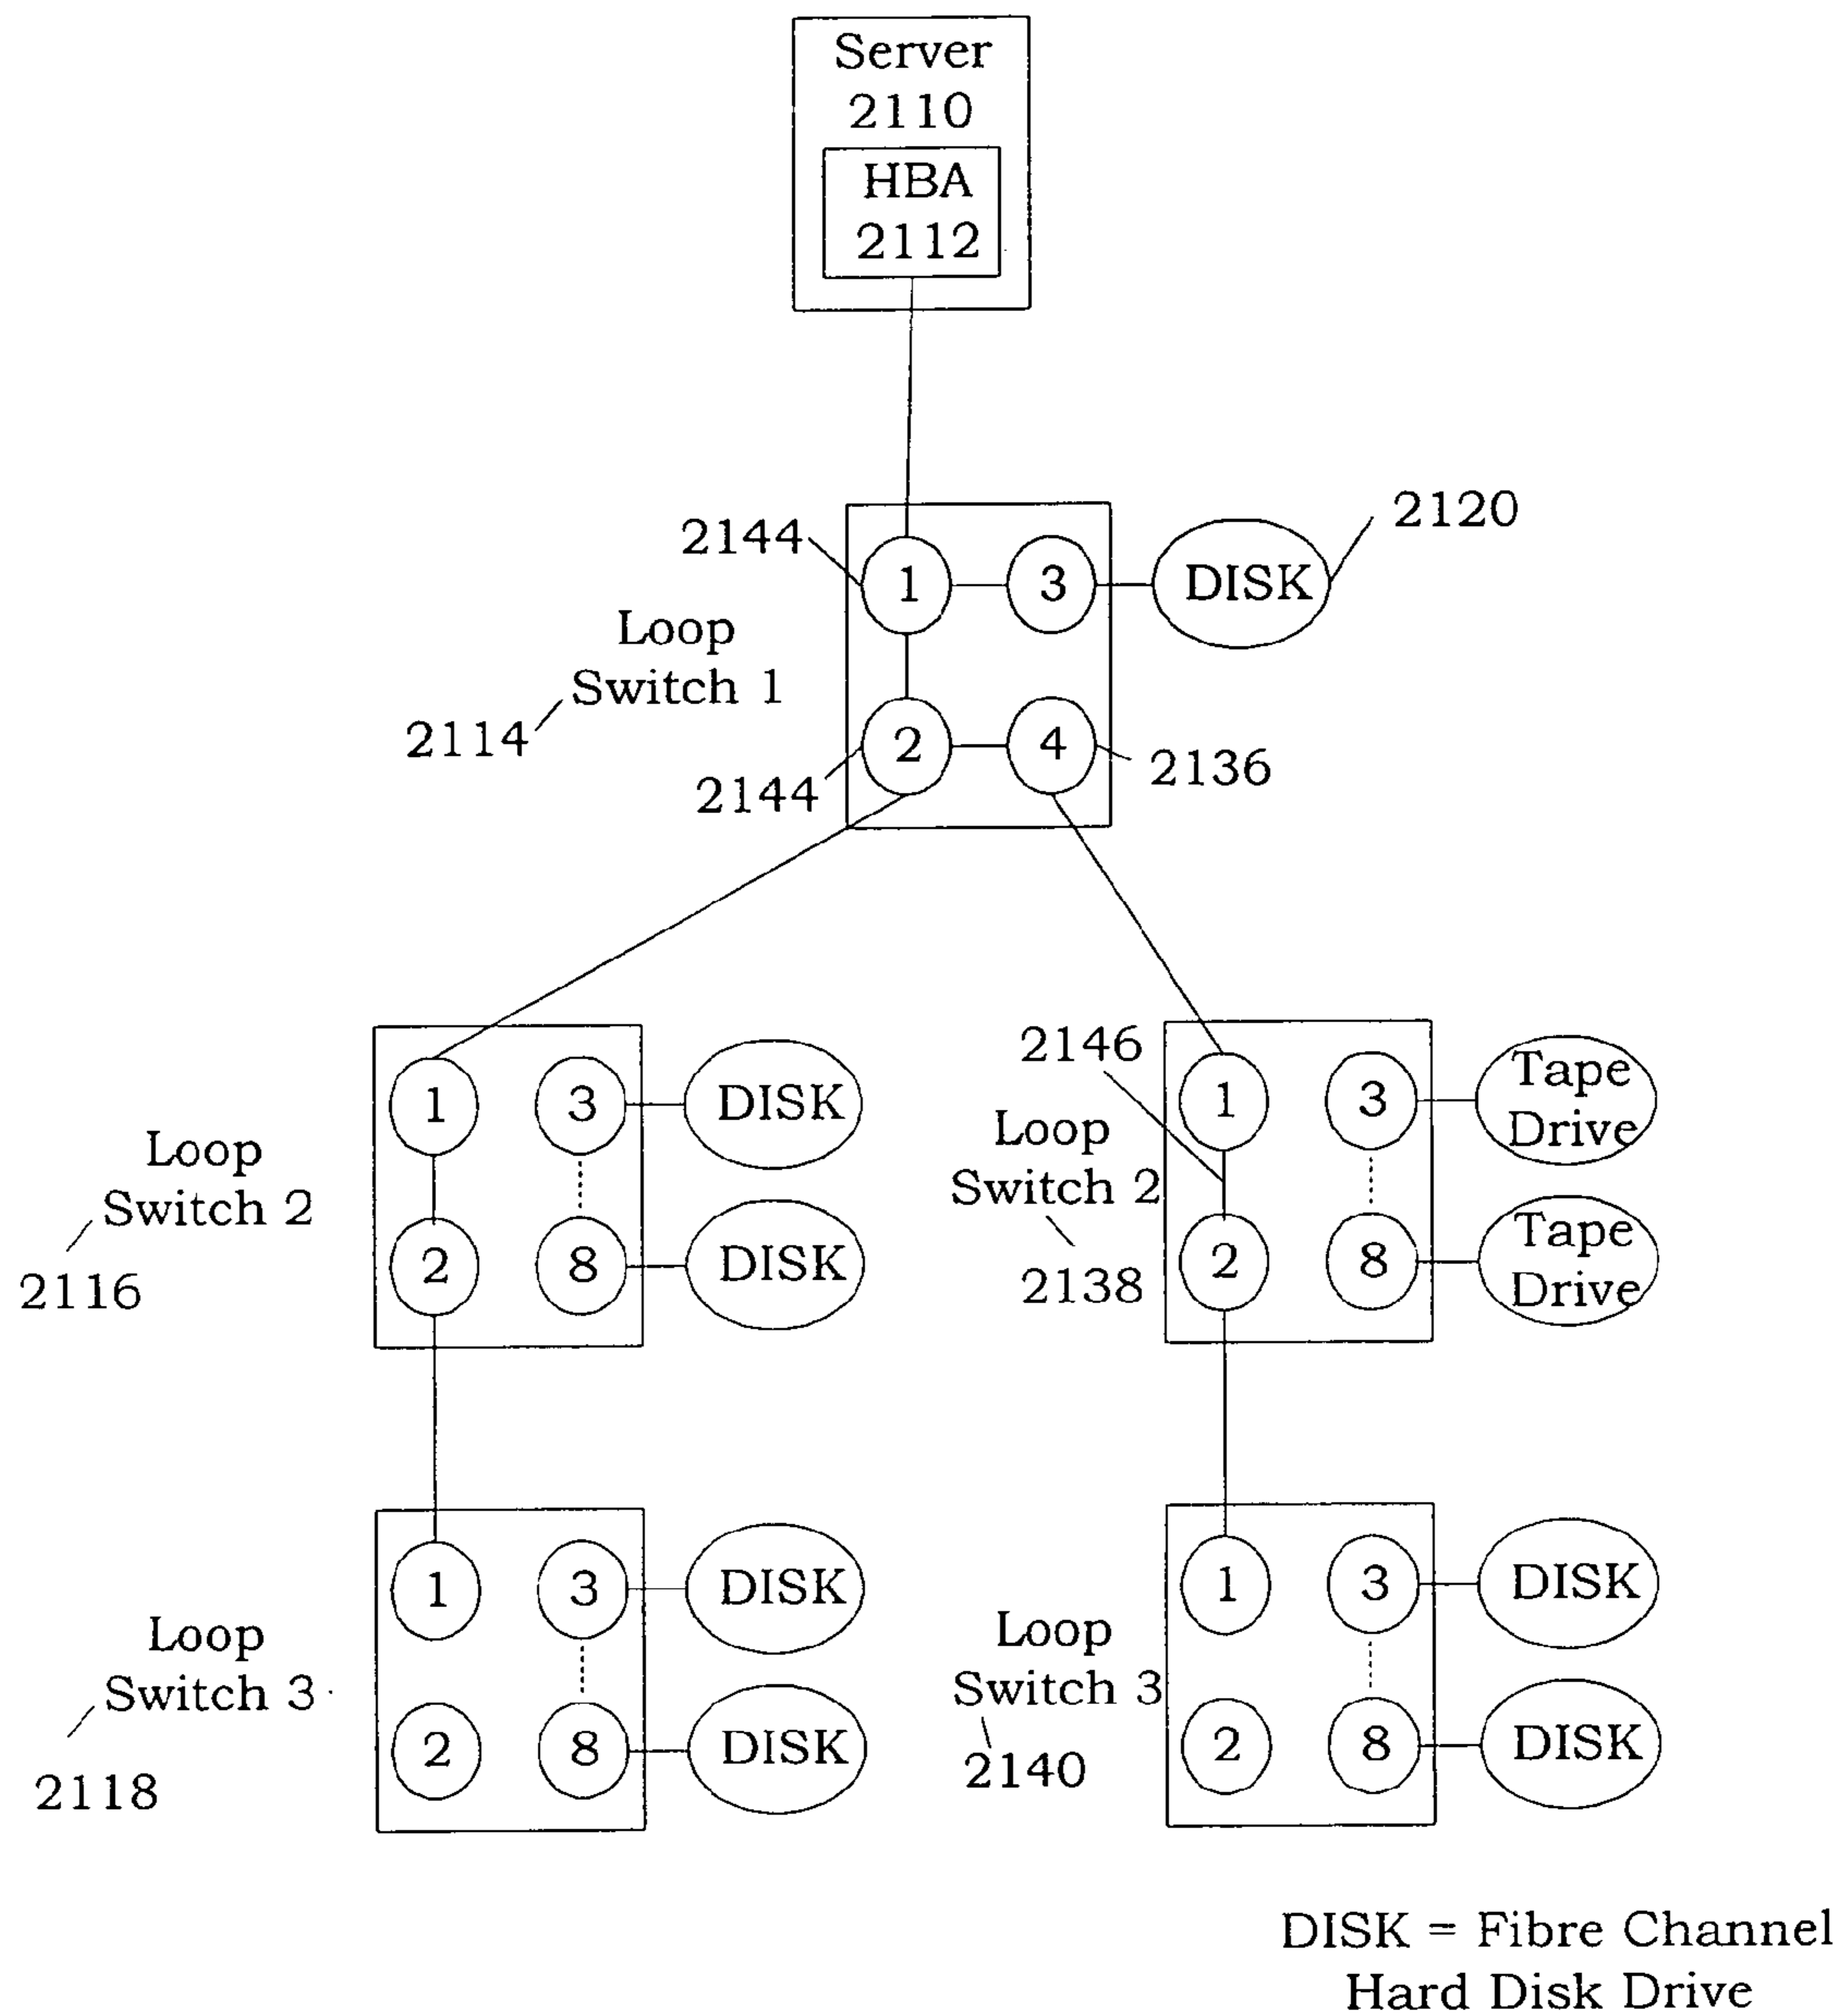 Server
2110
HBA
2112
2144
1
3
DISK
2120
Loop
Switch 1
2114
2
4
2144
2136
Loop
Switch 2
2116
1
3
DISK
2
8
DISK
2146
Loop
Switch 2
2138
1
3
Tape
Drive
2
8
Tape
Drive
Loop
Switch 3
2118
1
3
DISK
2
8
DISK
Loop
Switch 3
2140
1
3
DISK
2
8
DISK
DISK = Fibre Channel
Hard Disk Drive